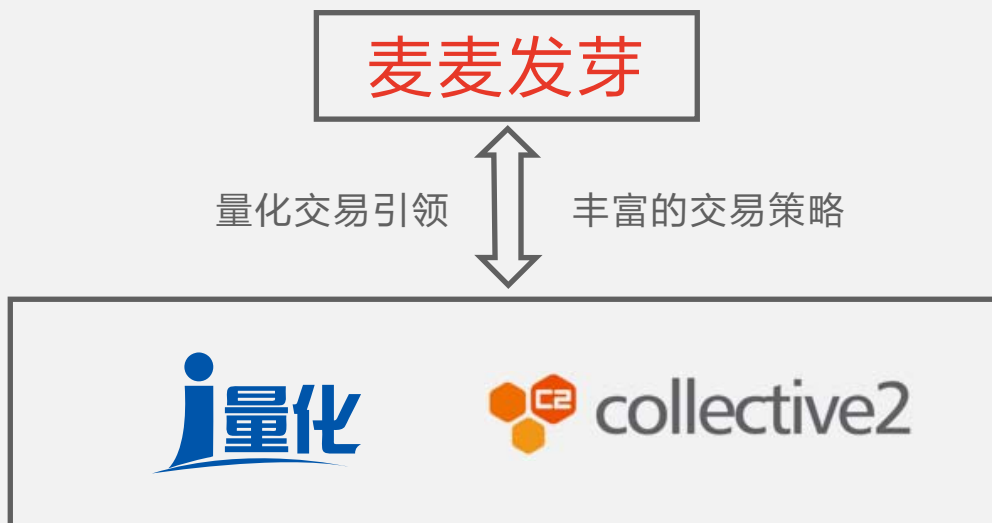 麦麦发芽
量化交易引领
丰富的交易策略
i量化
C2
collective2